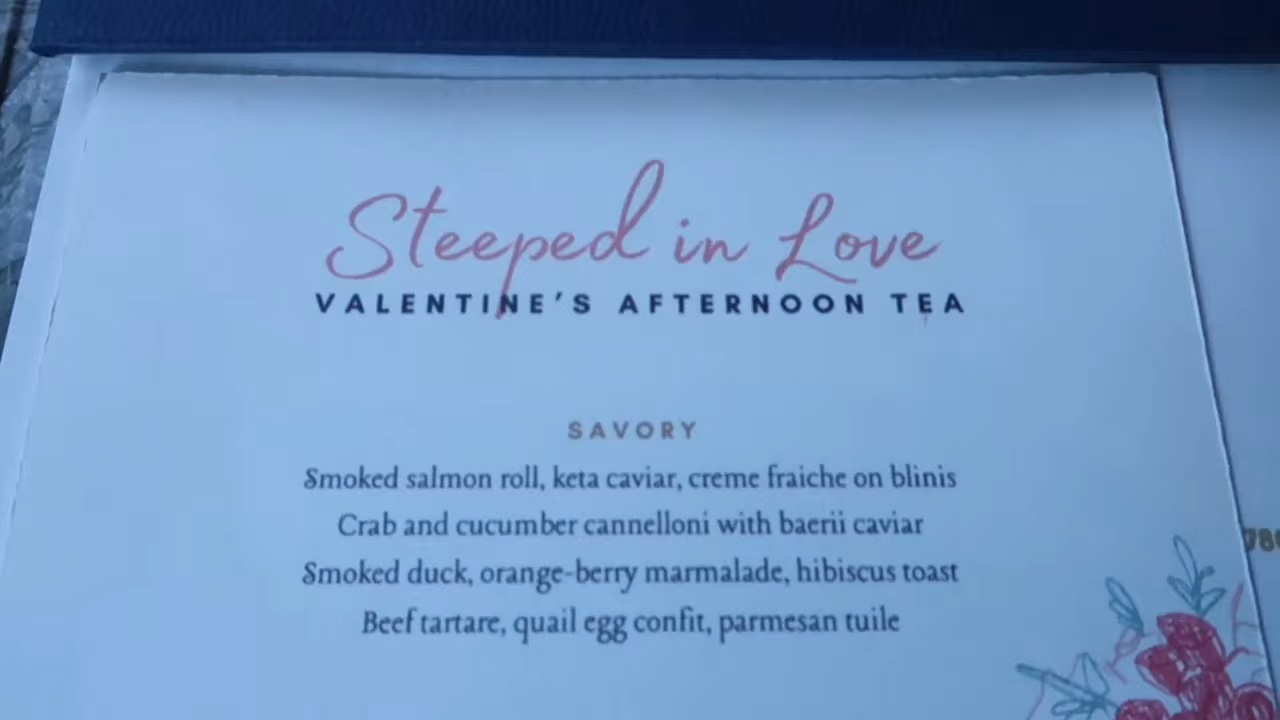 Steeped in Love
VALENTINE'S AFTERNOON TEA
SAVORY
Smoked salmon roll, keta caviar, creme fraiche on blinis
Crab and cucumber cannelloni with baerii caviar
Smoked duck, orange-berry marmalade, hibiscus toast
Beef tartare, quail egg confit, parmesan tuile